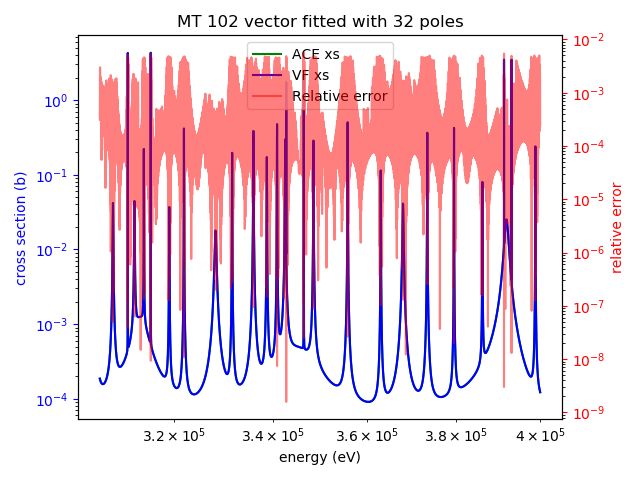 MT 102 vector fitted with 32 poles
ACE xs
VF xs
Relative error
cross section (b)
10⁰
10⁻¹
10⁻²
10⁻³
10⁻⁴
relative error
10⁻²
10⁻³
10⁻⁴
10⁻⁵
10⁻⁶
10⁻⁷
10⁻⁸
10⁻⁹
3.2 × 10⁵ 3.4 × 10⁵ 3.6 × 10⁵ 3.8 × 10⁵ 4 × 10⁵
energy (eV)